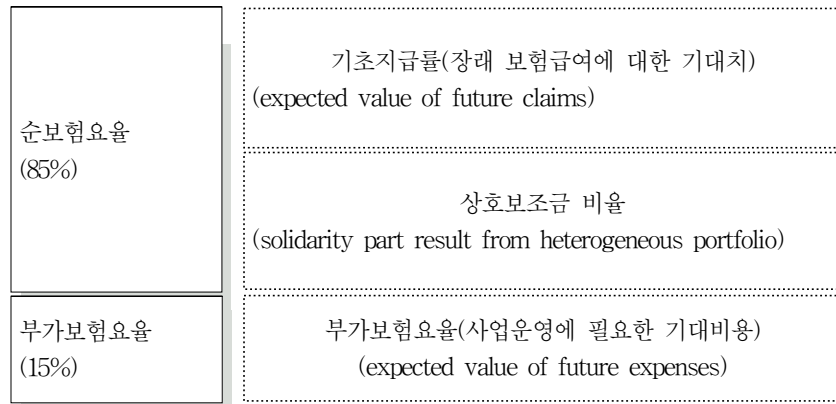 순보험요율
(85%)
기초지급률(장래 보험급여에 대한 기대치)
(expected value of future claims)
상호보조금 비율
(solidarity part result from heterogeneous portfolio)
부가보험요율
(15%)
부가보험요율(사업운영에 필요한 기대비용)
(expected value of future expenses)